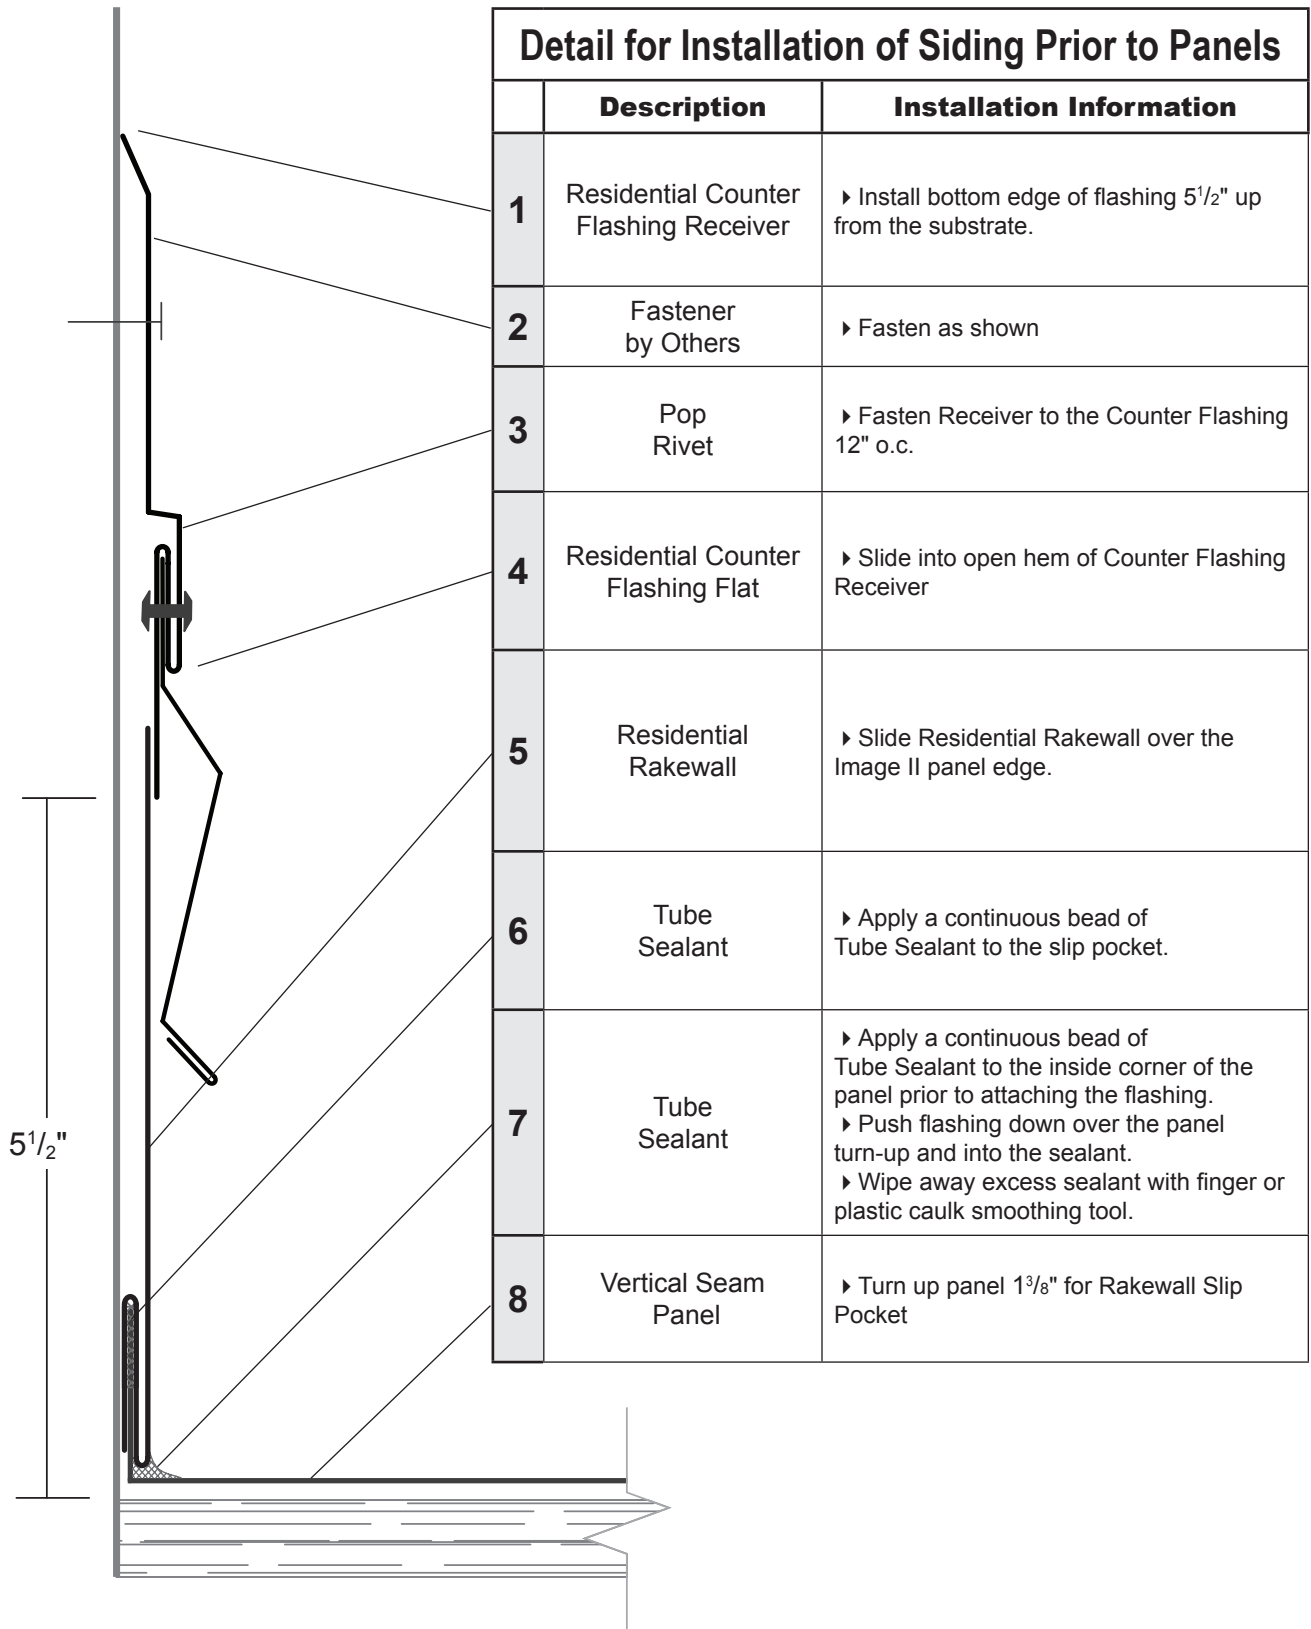 Detail for Installation of Siding Prior to Panels
Description Installation Information
1 Residential Counter
Flashing Receiver
▸ Install bottom edge of flashing 5 1/2" up
from the substrate.
2 Fastener
by Others
▸ Fasten as shown
3 Pop
Rivet
▸ Fasten Receiver to the Counter Flashing
12" o.c.
4 Residential Counter
Flashing Flat
▸ Slide into open hem of Counter Flashing
Receiver
5 Residential
Rakewall
▸ Slide Residential Rakewall over the
Image II panel edge.
6 Tube
Sealant
▸ Apply a continuous bead of
Tube Sealant to the slip pocket.
7 Tube
Sealant
▸ Apply a continuous bead of
Tube Sealant to the inside corner of the
panel prior to attaching the flashing.
▸ Push flashing down over the panel
turn-up and into the sealant.
▸ Wipe away excess sealant with finger or
plastic caulk smoothing tool.
8 Vertical Seam
Panel
▸ Turn up panel 1 3/8" for Rakewall Slip
Pocket
5 1/2"